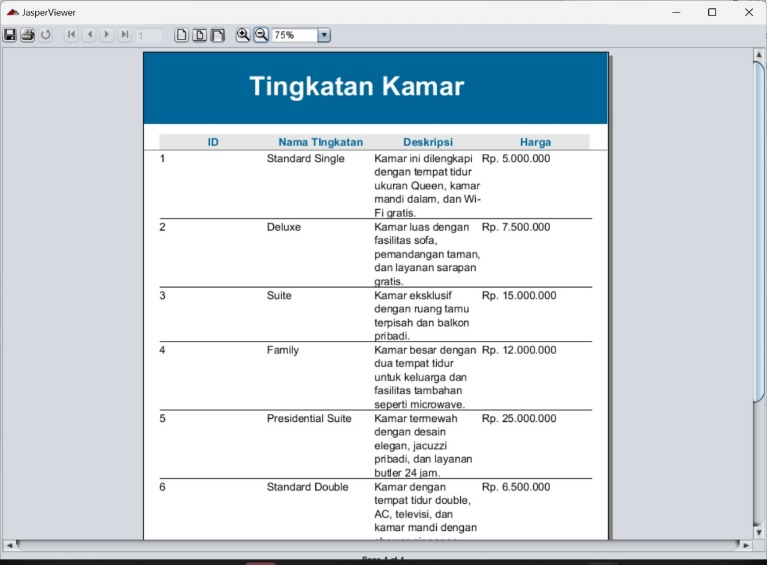 JasperViewer
1
75%
Tingkatan Kamar
ID Nama TIngkatan Deskripsi Harga
1 Standard Single Kamar ini dilengkapi Rp. 5.000.000
dengan tempat tidur
ukuran Queen, kamar
mandi dalam, dan Wi-
Fi gratis.
2 Deluxe Kamar luas dengan Rp. 7.500.000
fasilitas sofa,
pemandangan taman,
dan layanan sarapan
gratis.
3 Suite Kamar eksklusif Rp. 15.000.000
dengan ruang tamu
terpisah dan balkon
pribadi.
4 Family Kamar besar dengan Rp. 12.000.000
dua tempat tidur
untuk keluarga dan
fasilitas tambahan
seperti microwave.
5 Presidential Suite Kamar termewah Rp. 25.000.000
dengan desain
elegan, jacuzzi
pribadi, dan layanan
butler 24 jam.
6 Standard Double Kamar dengan Rp. 6.500.000
tempat tidur double,
AC, televisi, dan
kamar mandi dengan